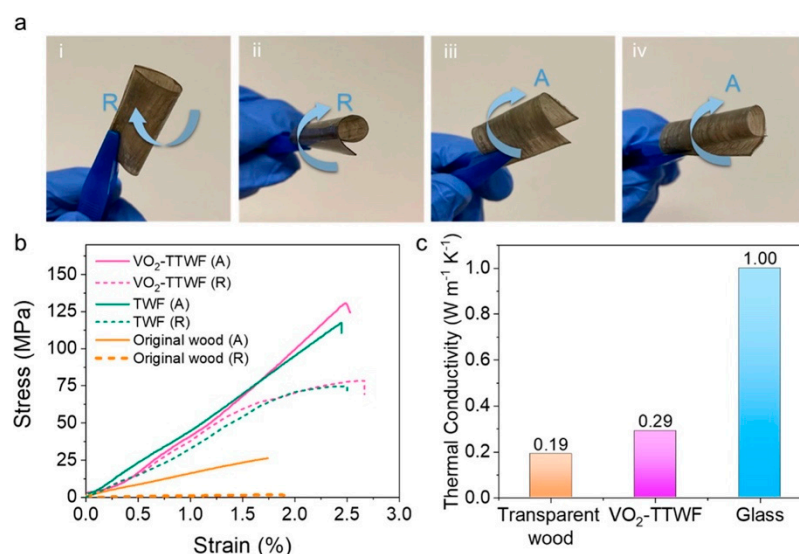 a
i
ii
iii
iv
R
R
A
A
b
VO₂-TTWF (A)
VO₂-TTWF (R)
TWF (A)
TWF (R)
Original wood (A)
Original wood (R)
Stress (MPa)
150
125
100
75
50
25
0
0.0 0.5 1.0 1.5 2.0 2.5 3.0
Strain (%)
c
Thermal Conductivity (W m⁻¹ K⁻¹)
1.0
0.8
0.6
0.4
0.2
0.0
0.19
0.29
1.00
Transparent
wood
VO₂-TTWF
Glass